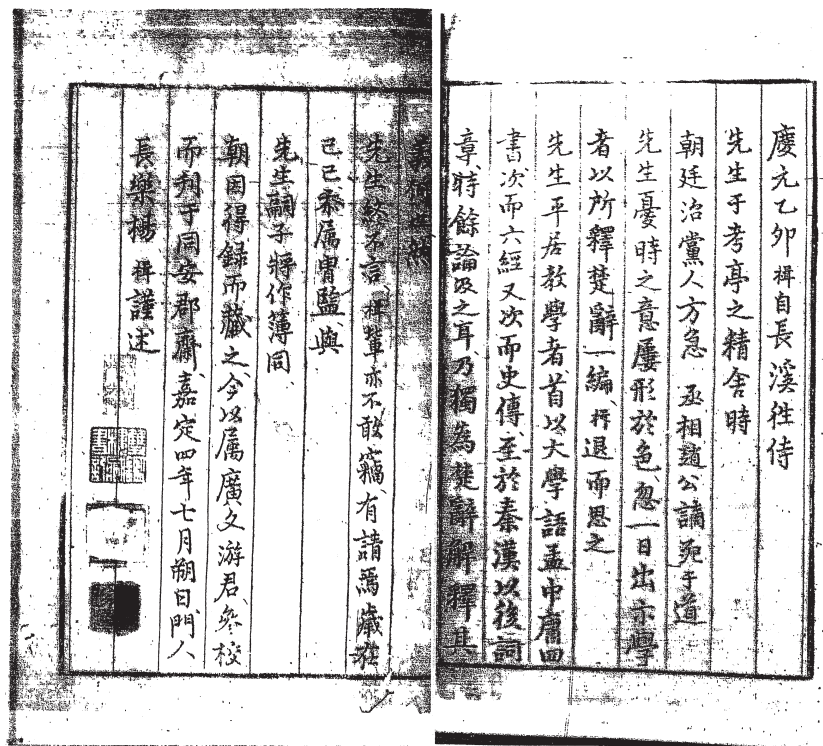 慶元乙卯楫自長溪徃侍
先生于考亭之精舍時
朝廷治黨人方急丞相趙公謫死于道
先生憂時之意屢形於色忽一日出示學
者以所釋楚辭一編楫退而思之
先生平居教學者首以大學語孟中庸四
書次而六經又次而史傳至於秦漢以後詞
章特餘論及之耳乃獨為楚辭解釋其
義何也然
先生終不言楫輩亦不敢竊有請焉歲在
己巳忝属胄監與
先生嗣子將作簿同
朝因得録而藏之今以属廣文游君參校
而刋于同安郡齋嘉定四年七月朔日門人
長樂楊楫謹述